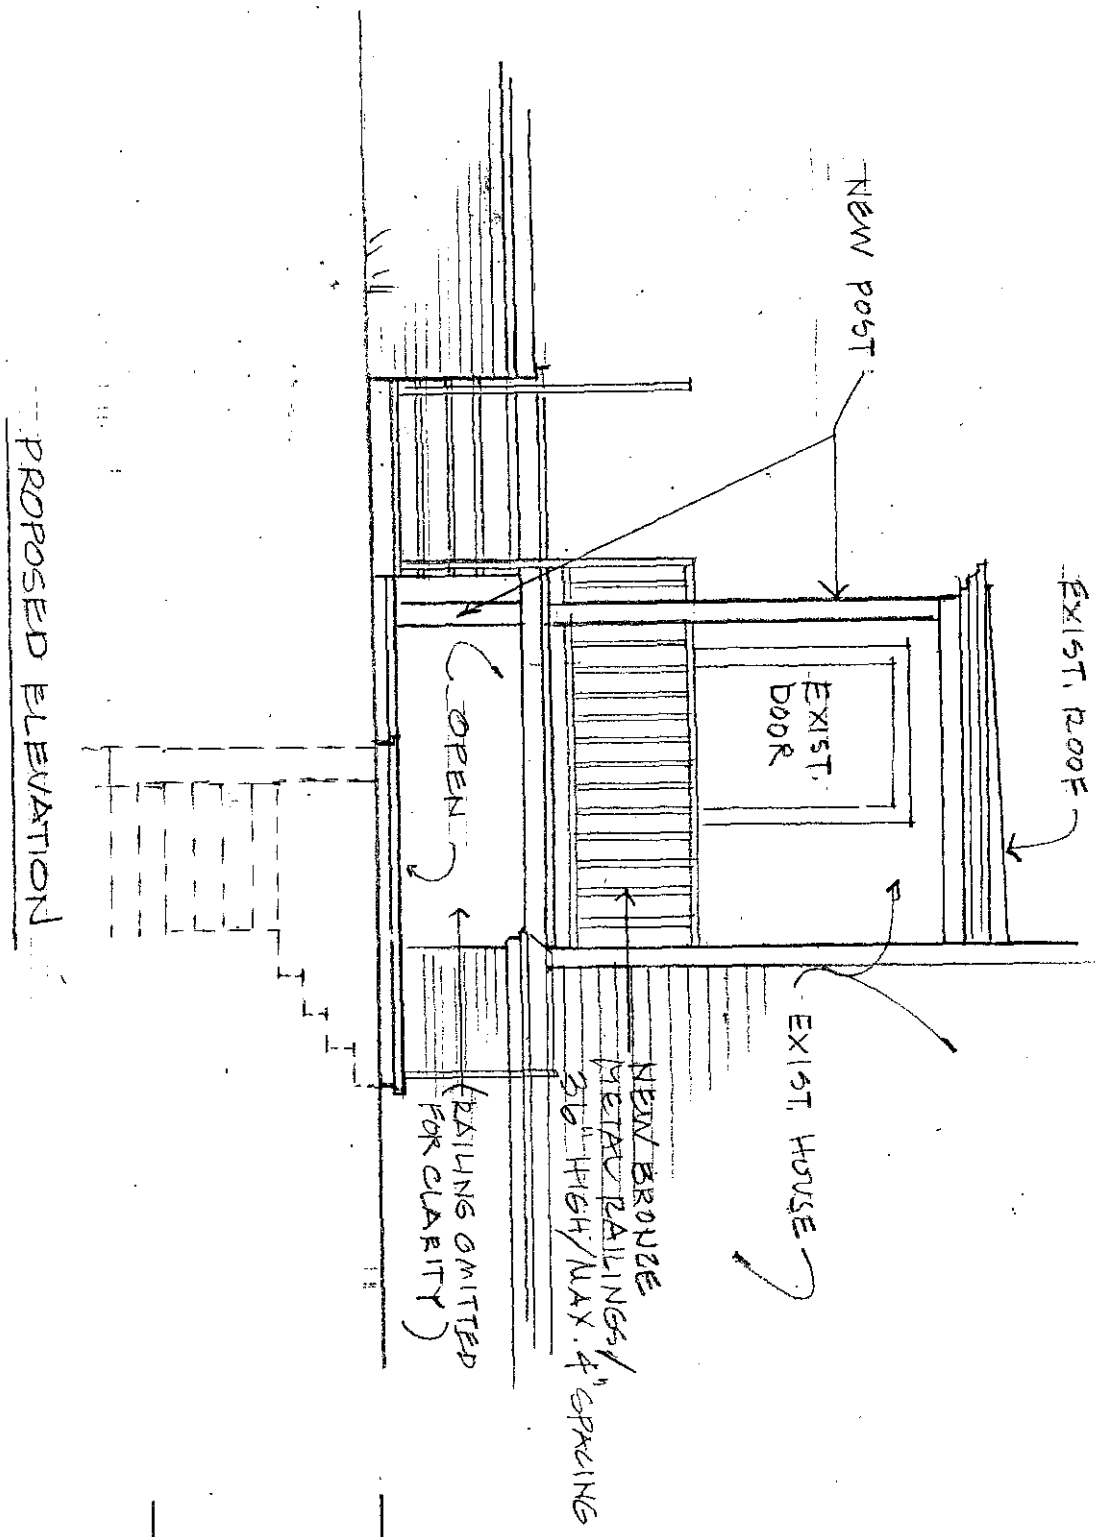 EXIST. ROOF
NEW POST
EXIST.
DOOR
EXIST. HOUSE
NEW BRONZE
METAL RAILINGS /
36" HIGH / MAX. 4" SPACING
OPEN
(RAILING OMITTED
FOR CLARITY)
PROPOSED ELEVATION